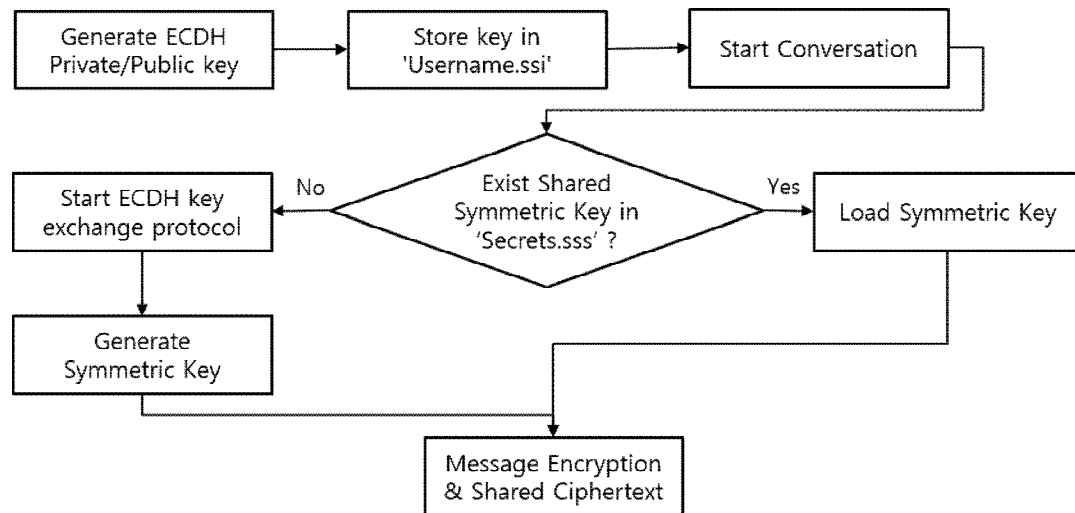 Generate ECDH
Private/Public key
Store key in
'Username.ssi'
Start Conversation
Exist Shared
Symmetric Key in
‘Secrets.sss’ ?
No
Yes
Start ECDH key
exchange protocol
Load Symmetric Key
Generate
Symmetric Key
Message Encryption
& Shared Ciphertext